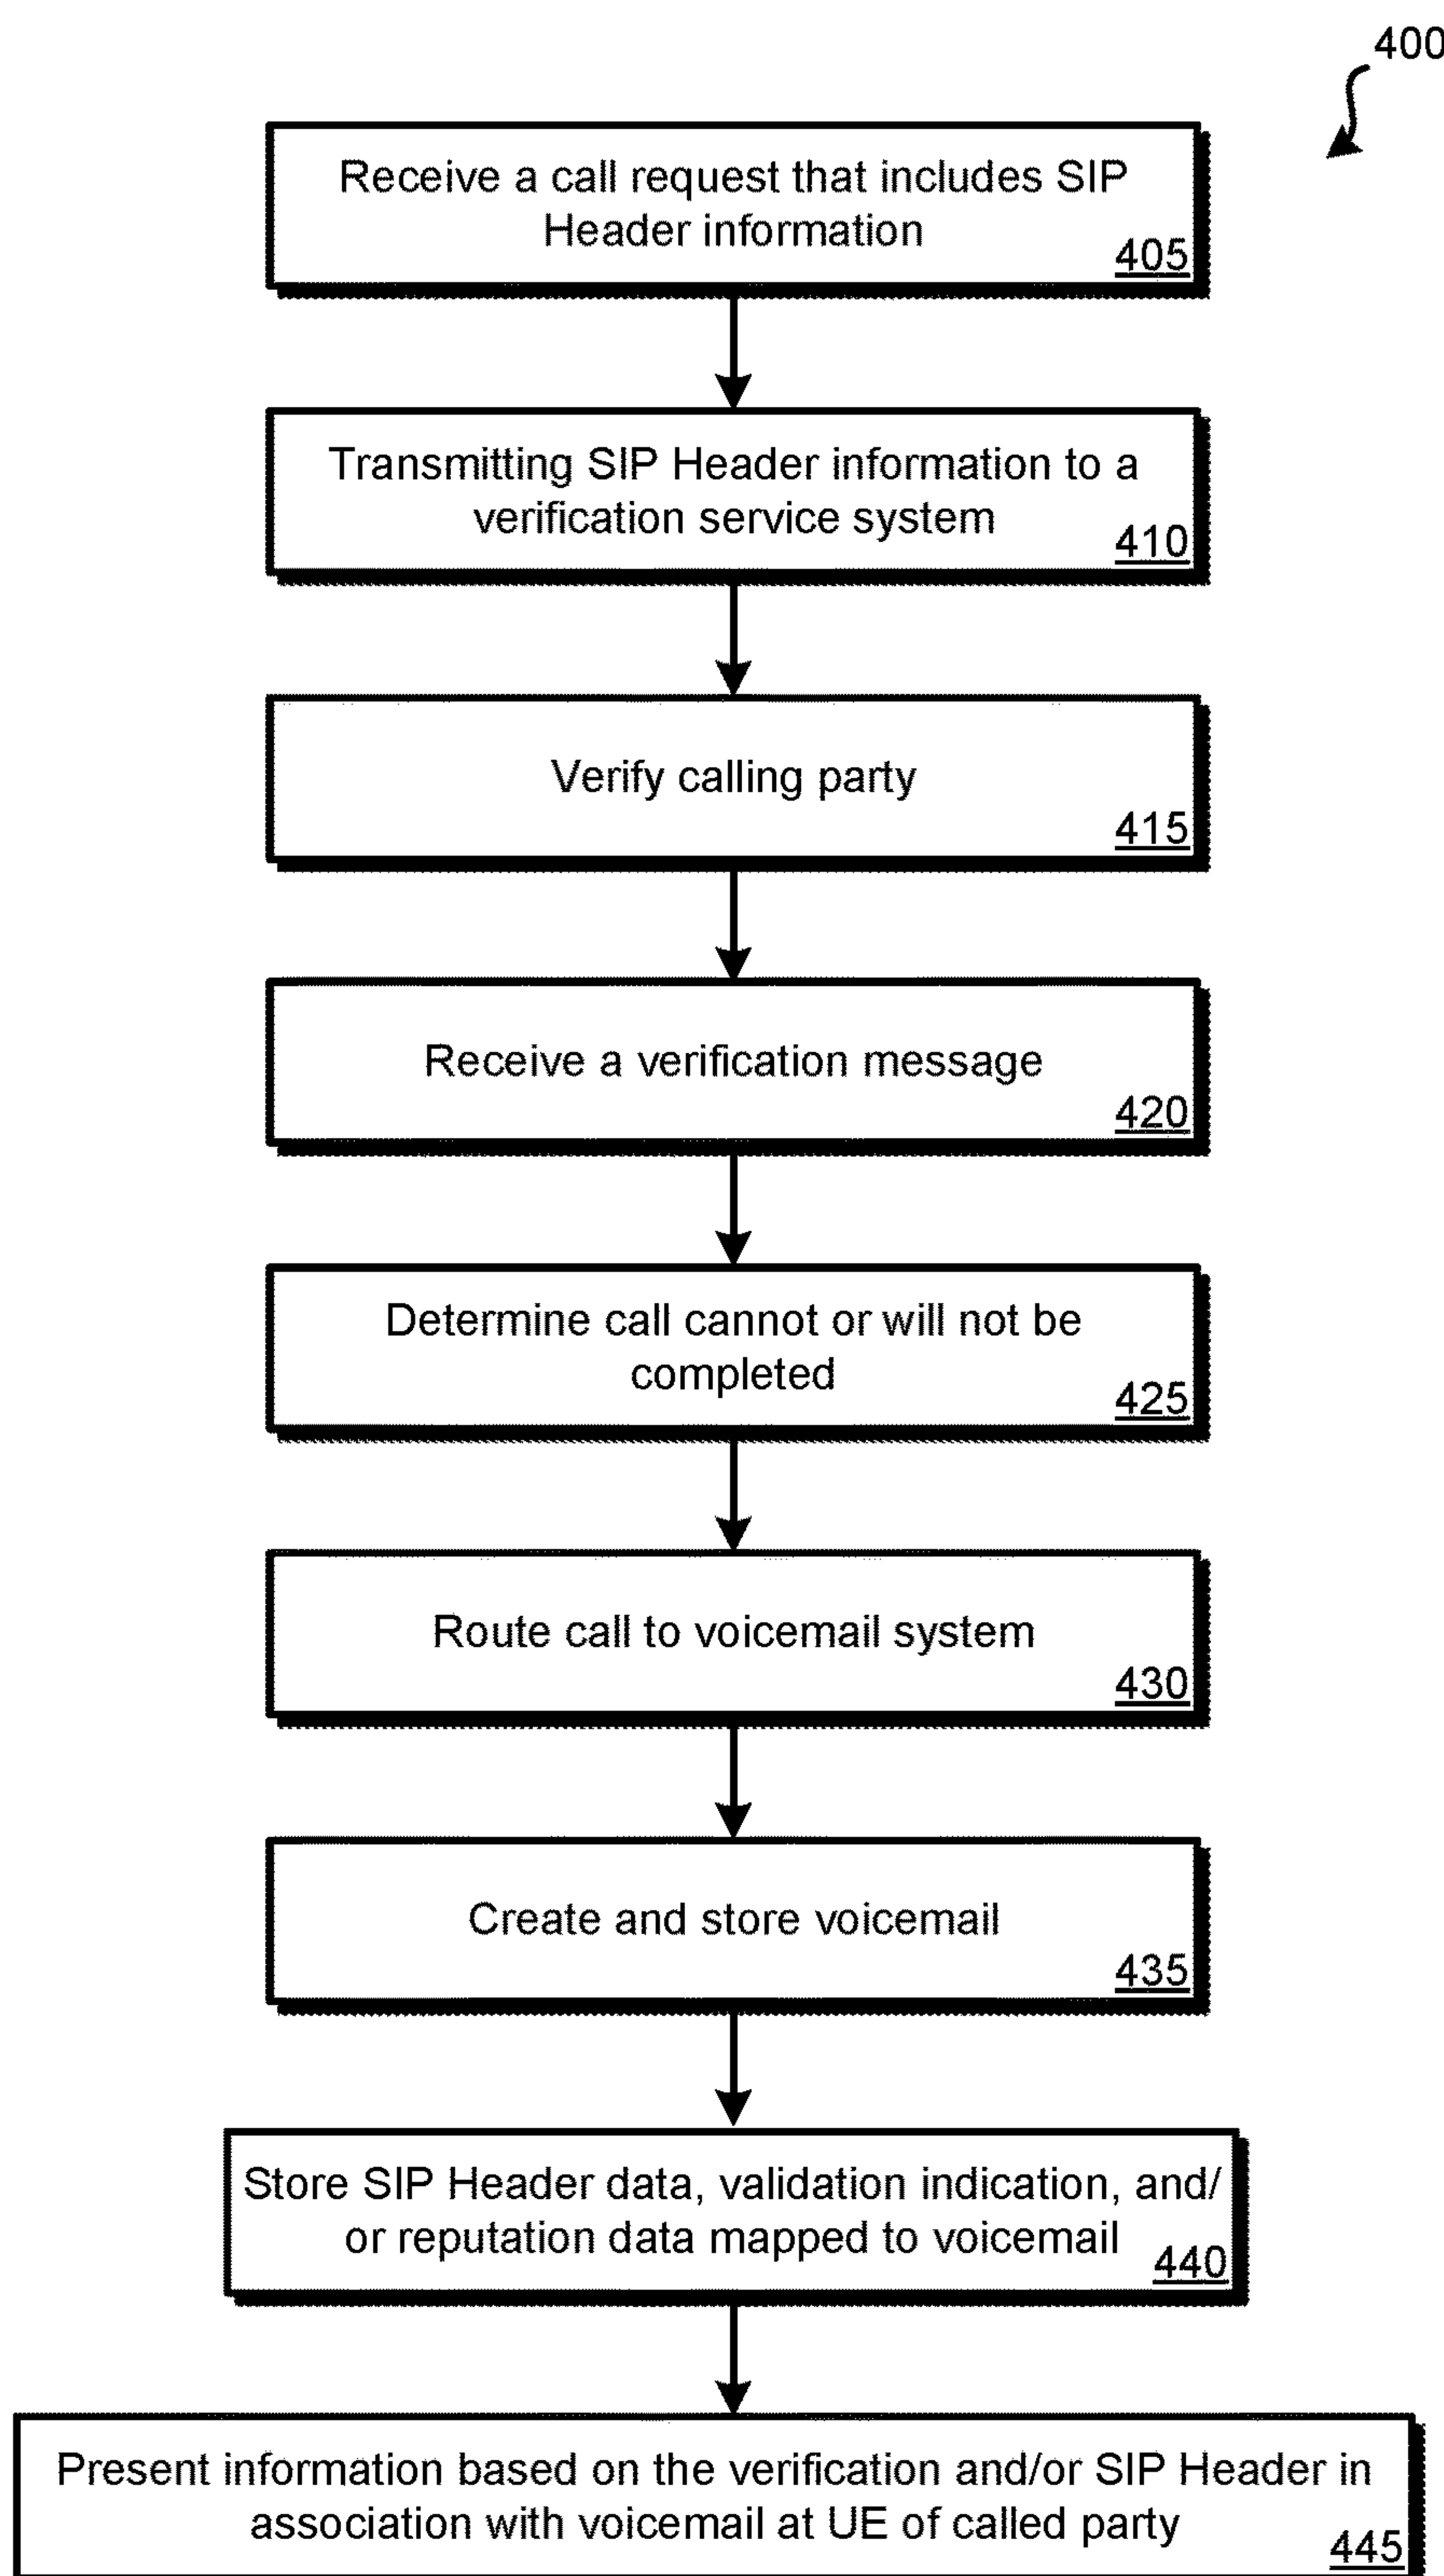 400
Receive a call request that includes SIP
Header information
405
Transmitting SIP Header information to a
verification service system
410
Verify calling party
415
Receive a verification message
420
Determine call cannot or will not be
completed
425
Route call to voicemail system
430
Create and store voicemail
435
Store SIP Header data, validation indication, and/
or reputation data mapped to voicemail
440
Present information based on the verification and/or SIP Header in
association with voicemail at UE of called party
445